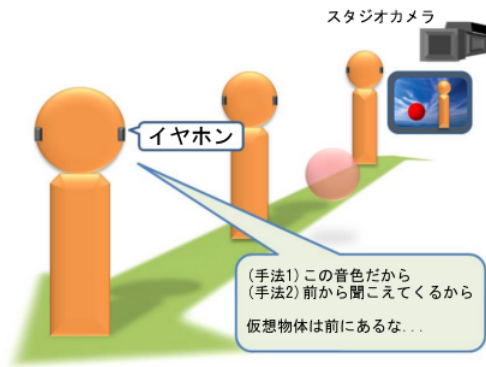 スタジオカメラ
イヤホン
(手法1)この音色だから
(手法2)前から聞こえてくるから
仮想物体は前にあるな...